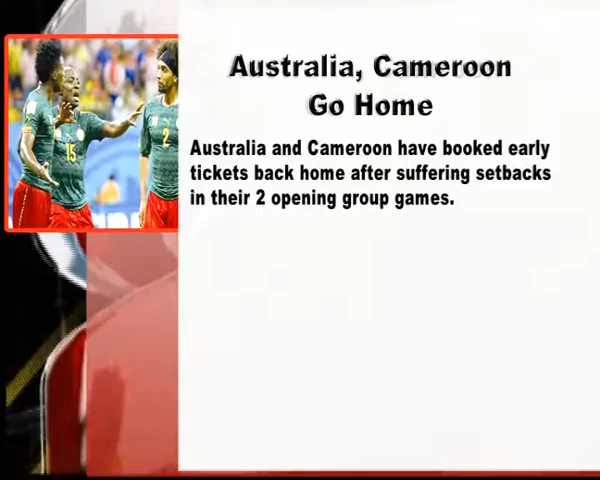 Australia, Cameroon
Go Home
Australia and Cameroon have booked early
tickets back home after suffering setbacks
in their 2 opening group games.
15
2